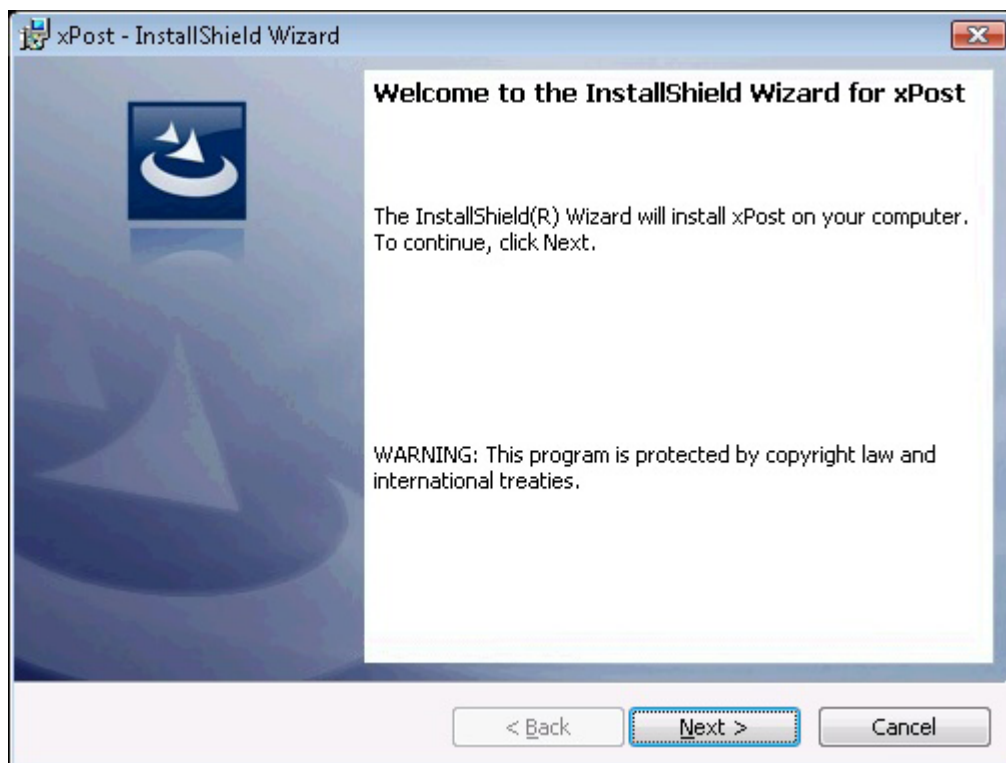 xPost - InstallShield Wizard
Welcome to the InstallShield Wizard for xPost
The InstallShield(R) Wizard will install xPost on your computer.
To continue, click Next.
WARNING: This program is protected by copyright law and
international treaties.
< Back
Next >
Cancel